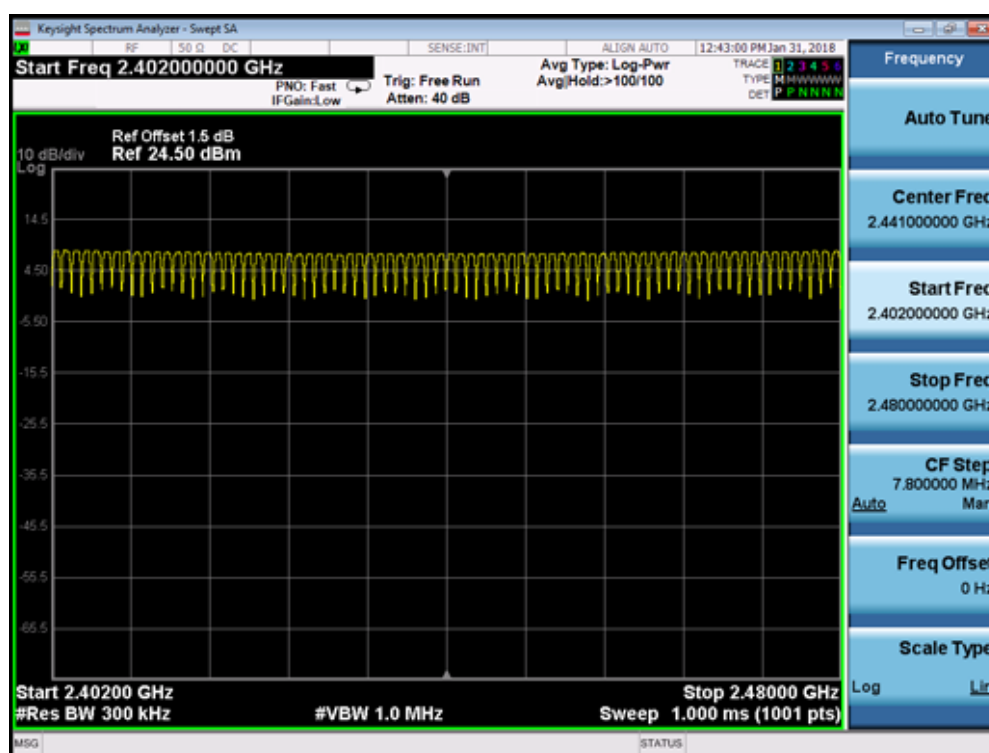 Keysight Spectrum Analyzer - Swept SA
RF 50 Ω DC SENSE:INT ALIGN AUTO 12:43:00 PM Jan 31, 2018
Start Freq 2.402000000 GHz
PNO: Fast
IFGain:Low
Trig: Free Run
Atten: 40 dB
Avg Type: Log-Pwr
Avg|Hold:>100/100
TRACE 1 2 3 4 5 6
TYPE M M W W W W W
DET P P N N N N
Ref Offset 1.5 dB
10 dB/div Ref 24.50 dBm
Log
14.5
4.50
-5.50
-15.5
-25.5
-35.5
-45.5
-55.5
-65.5
Start 2.40200 GHz Stop 2.48000 GHz
#Res BW 300 kHz #VBW 1.0 MHz Sweep 1.000 ms (1001 pts)
MSG STATUS
Frequency
Auto Tune
Center Freq
2.441000000 GHz
Start Freq
2.402000000 GHz
Stop Freq
2.480000000 GHz
CF Step
7.800000 MHz
Auto Man
Freq Offset
0 Hz
Scale Type
Log Lin